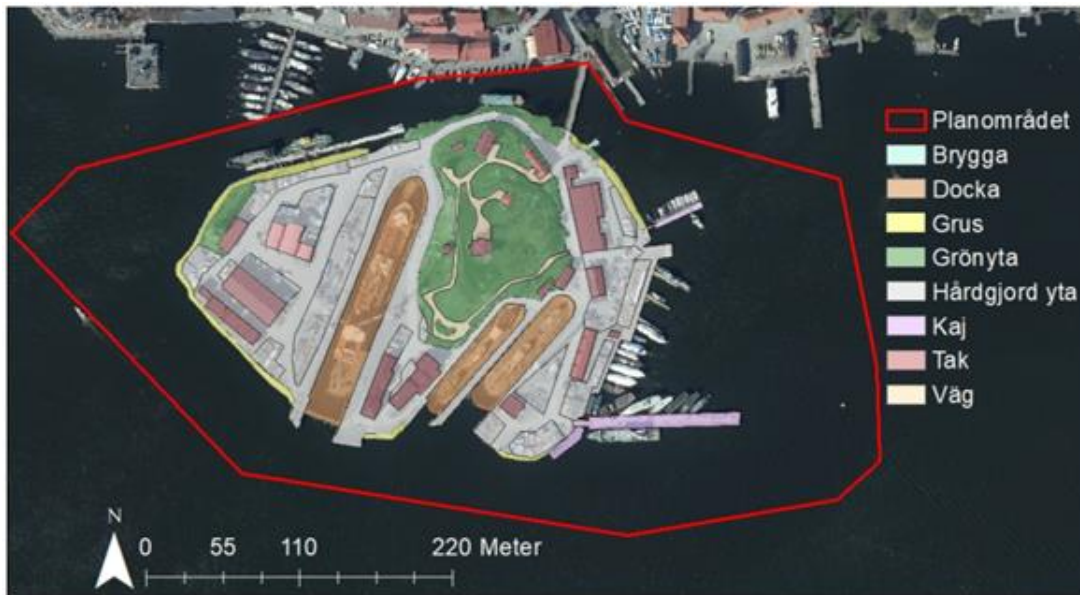 Planområdet
Brygga
Docka
Grus
Grönyta
Hårdgjord yta
Kaj
Tak
Väg
N
0 55 110 220 Meter